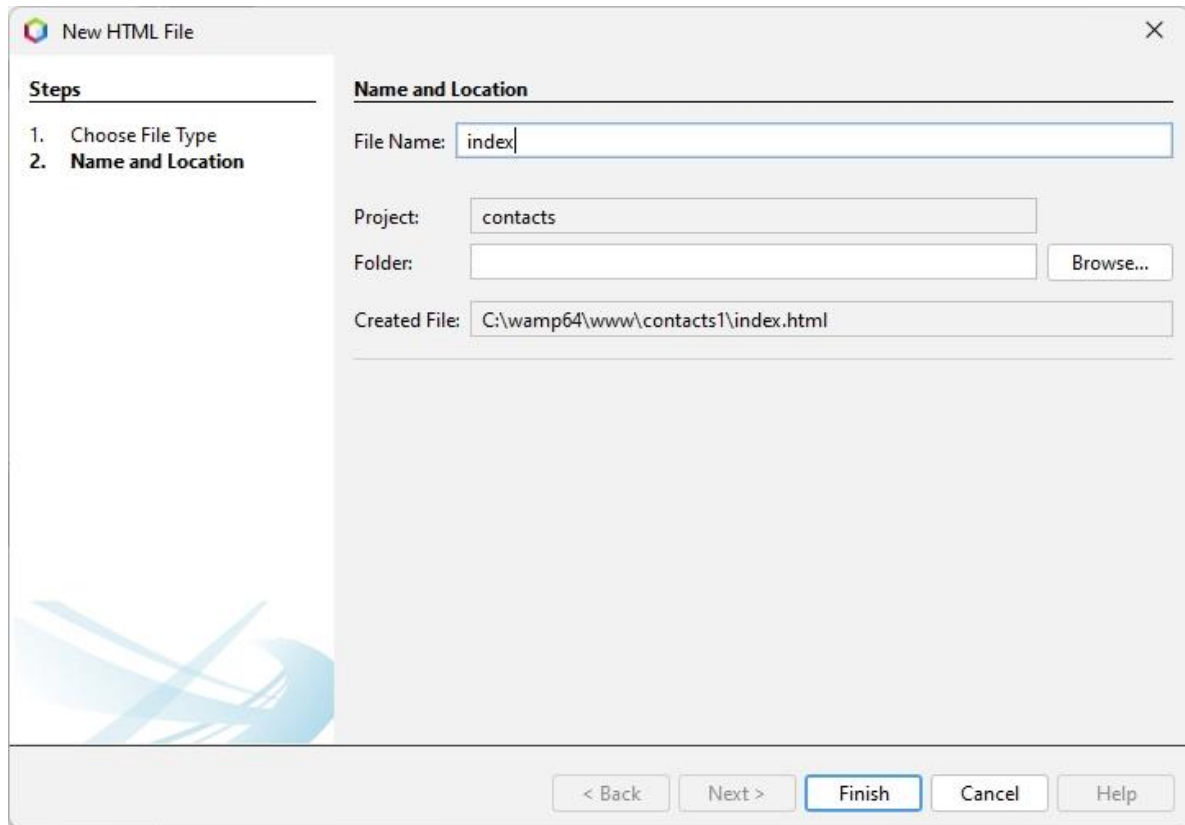 New HTML File
Steps
1. Choose File Type
2. Name and Location
Name and Location
File Name: index
Project: contacts
Folder: Browse...
Created File: C:\wamp64\www\contacts1\index.html
< Back Next > Finish Cancel Help